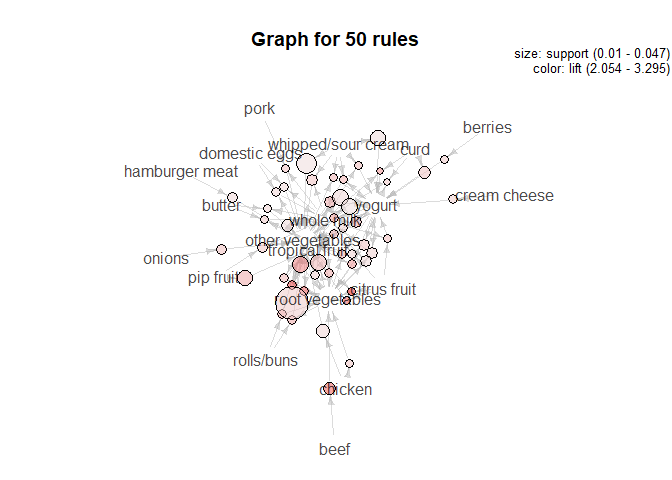 Graph for 50 rules
size: support (0.01 - 0.047)
color: lift (2.054 - 3.295)
pork
berries
whipped/sour cream
curd
domestic eggs
hamburger meat
cream cheese
butter
yogurt
whole milk
other vegetables
tropical fruit
onions
pip fruit
citrus fruit
root vegetables
rolls/buns
chicken
beef